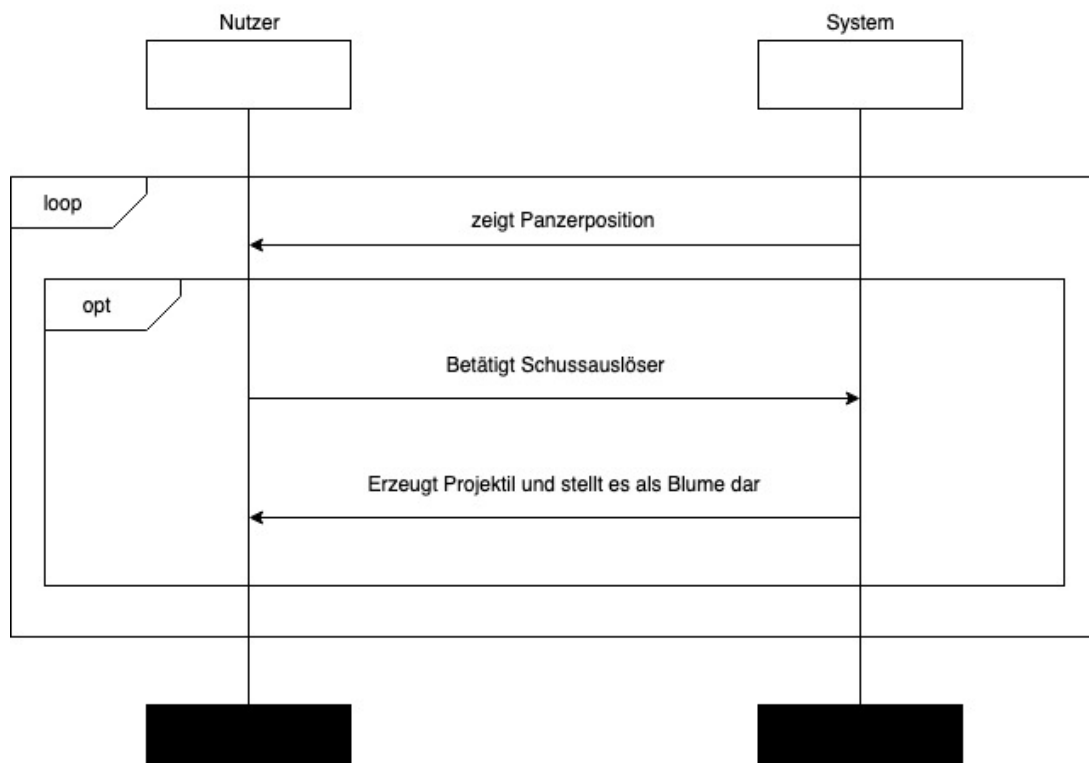 Nutzer
System
loop
zeigt Panzerposition
opt
Betätigt Schussauslöser
Erzeugt Projektil und stellt es als Blume dar